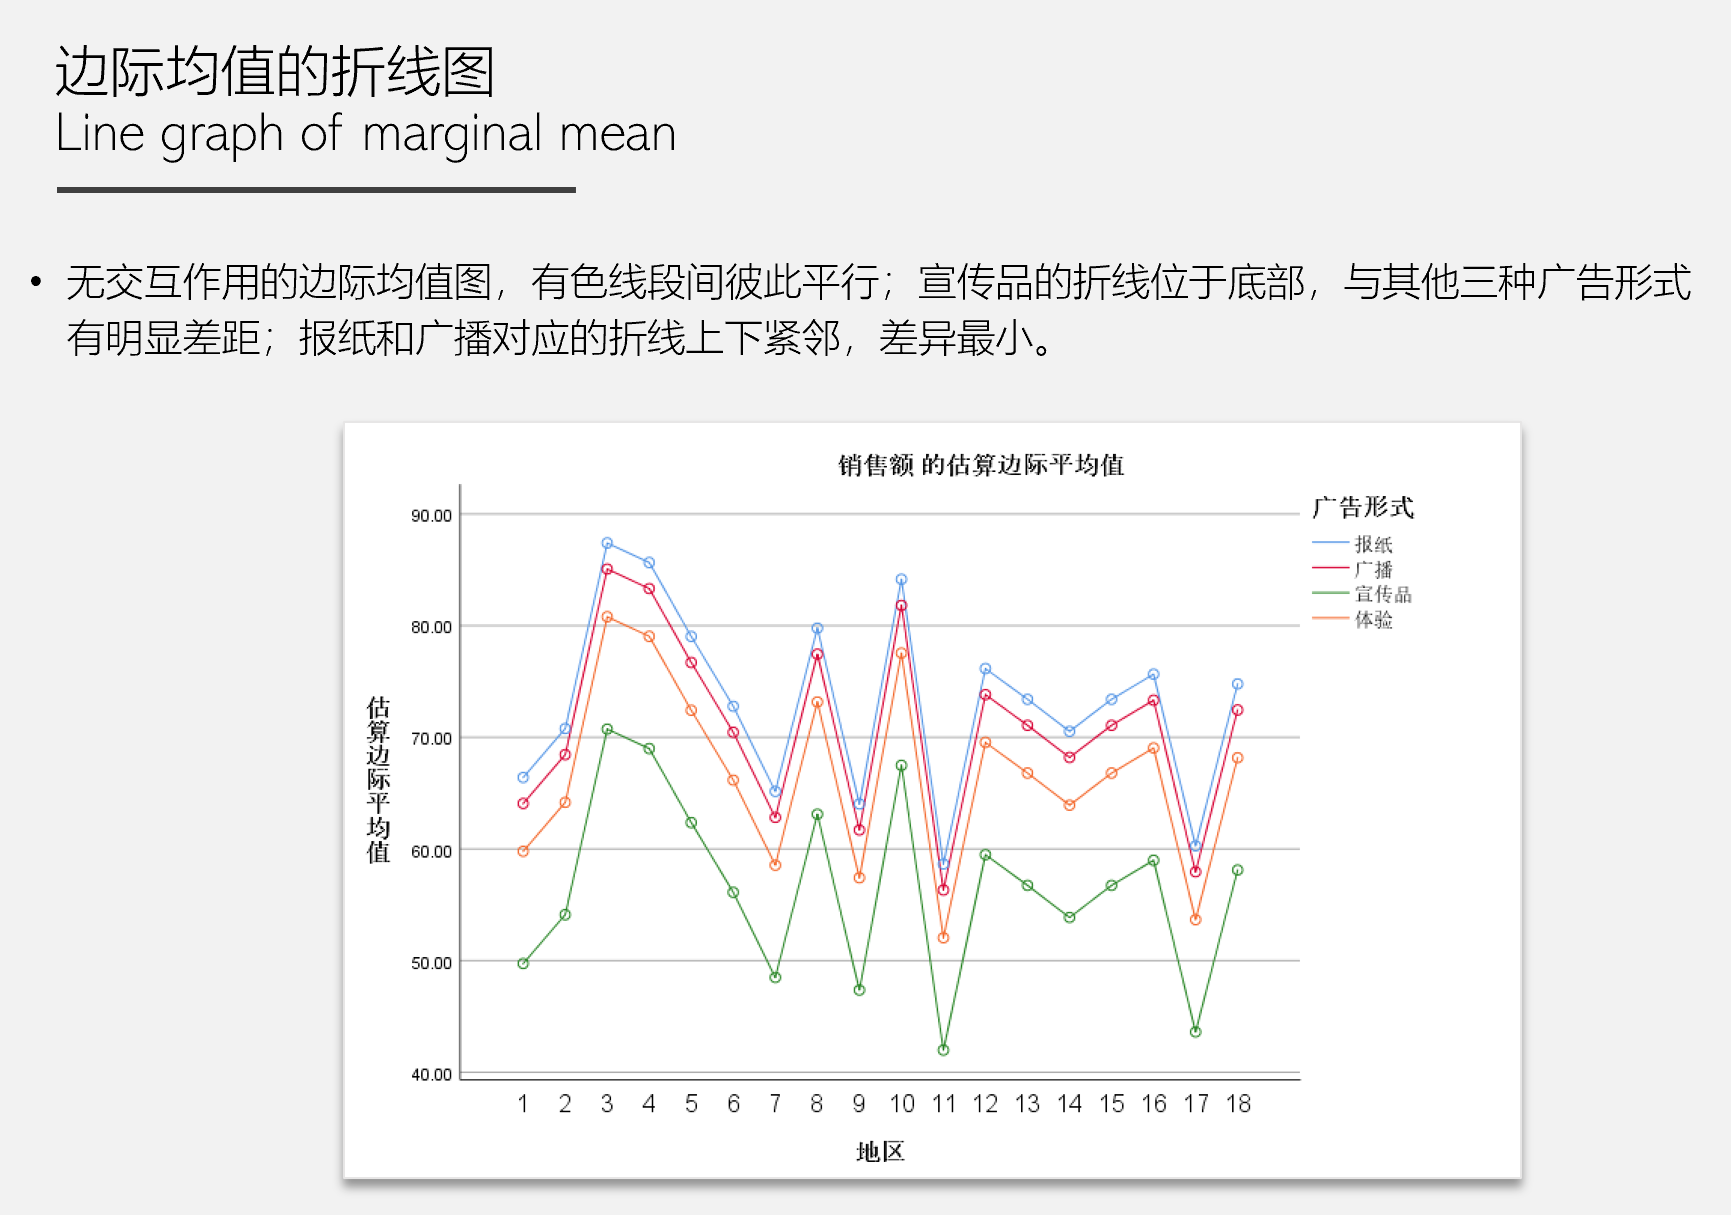 边际均值的折线图
Line graph of marginal mean
• 无交互作用的边际均值图，有色线段间彼此平行；宣传品的折线位于底部，与其他三种广告形式
有明显差距；报纸和广播对应的折线上下紧邻，差异最小。
销售额 的估算边际平均值
广告形式
报纸
广播
宣传品
体验
估算边际平均值
90.00
80.00
70.00
60.00
50.00
40.00
1 2 3 4 5 6 7 8 9 10 11 12 13 14 15 16 17 18
地区